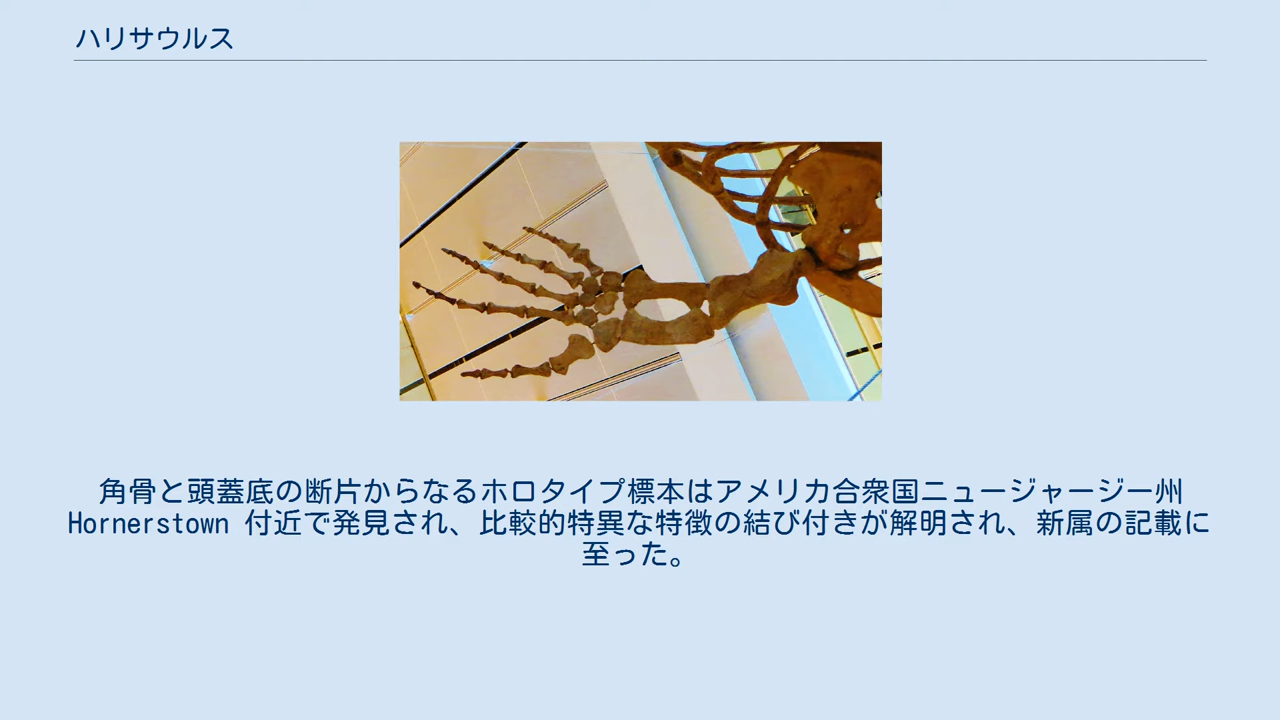 ハリサウルス
角骨と頭蓋底の断片からなるホロタイプ標本はアメリカ合衆国ニュージャージー州
Hornerstown 付近で発見され、比較的特異な特徴の結び付きが解明され、新属の記載に
至った。